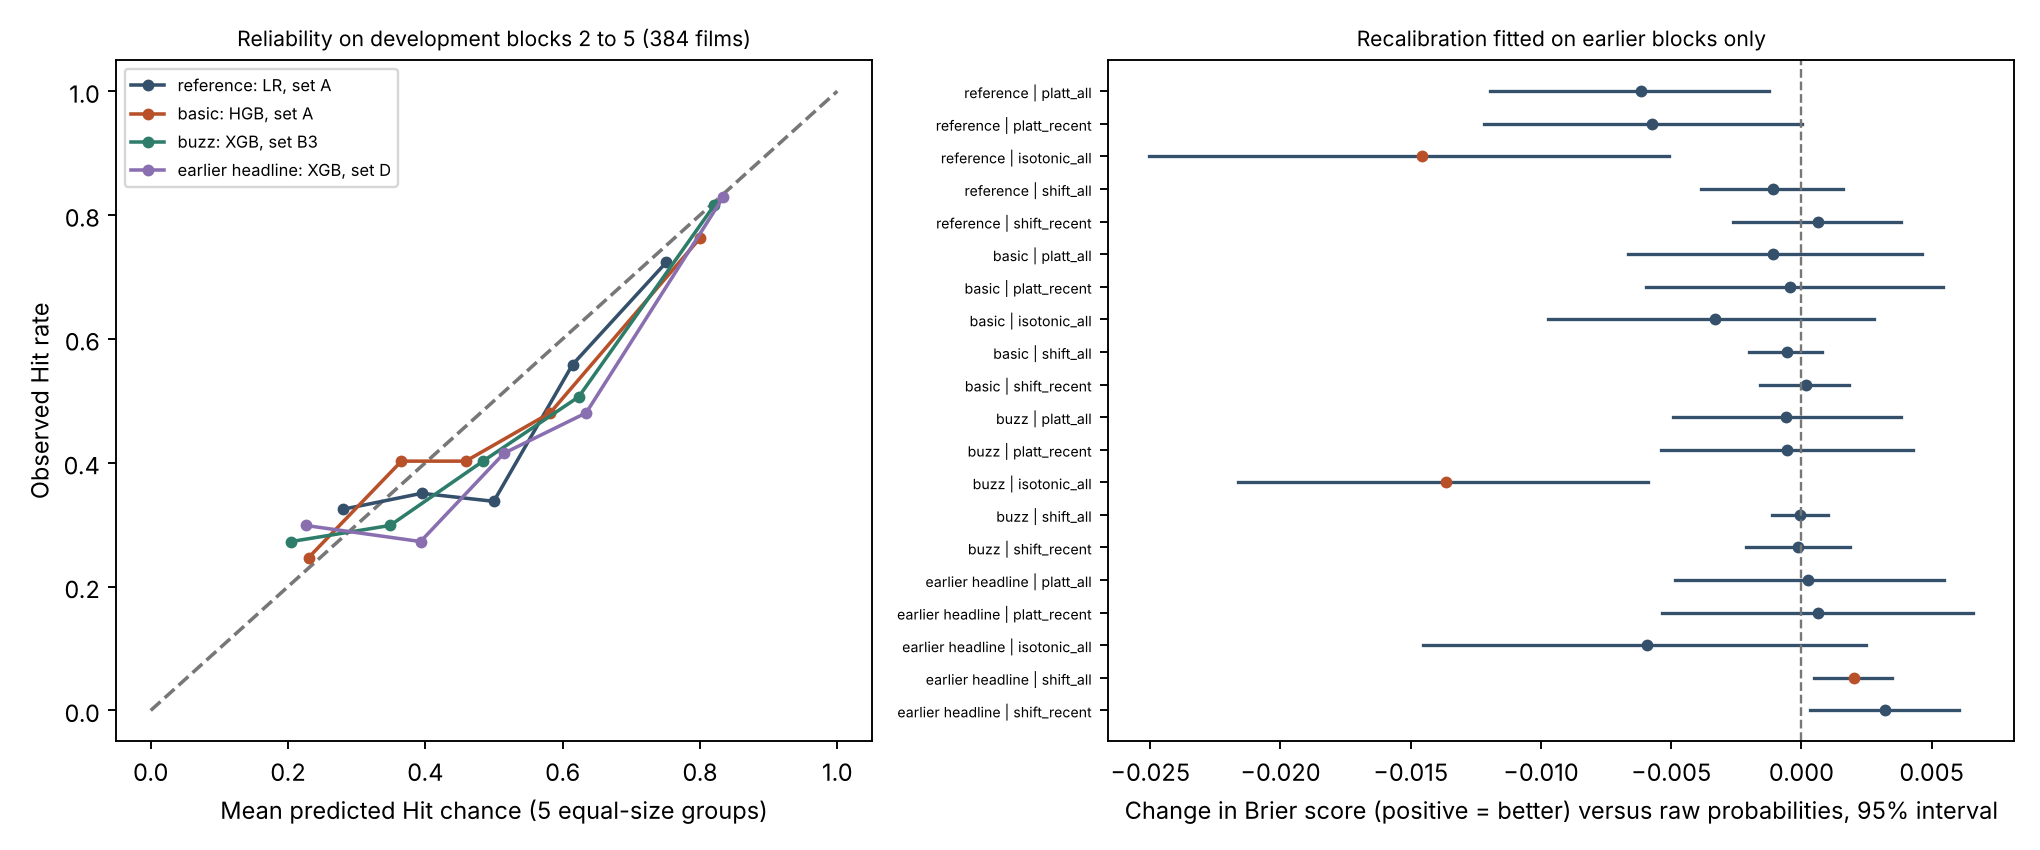 Reliability on development blocks 2 to 5 (384 films)
reference: LR, set A
basic: HGB, set A
buzz: XGB, set B3
earlier headline: XGB, set D
Observed Hit rate
1.0
0.8
0.6
0.4
0.2
0.0
0.0 0.2 0.4 0.6 0.8 1.0
Mean predicted Hit chance (5 equal-size groups)
Recalibration fitted on earlier blocks only
reference | platt_all
reference | platt_recent
reference | isotonic_all
reference | shift_all
reference | shift_recent
basic | platt_all
basic | platt_recent
basic | isotonic_all
basic | shift_all
basic | shift_recent
buzz | platt_all
buzz | platt_recent
buzz | isotonic_all
buzz | shift_all
buzz | shift_recent
earlier headline | platt_all
earlier headline | platt_recent
earlier headline | isotonic_all
earlier headline | shift_all
earlier headline | shift_recent
−0.025 −0.020 −0.015 −0.010 −0.005 0.000 0.005
Change in Brier score (positive = better) versus raw probabilities, 95% interval